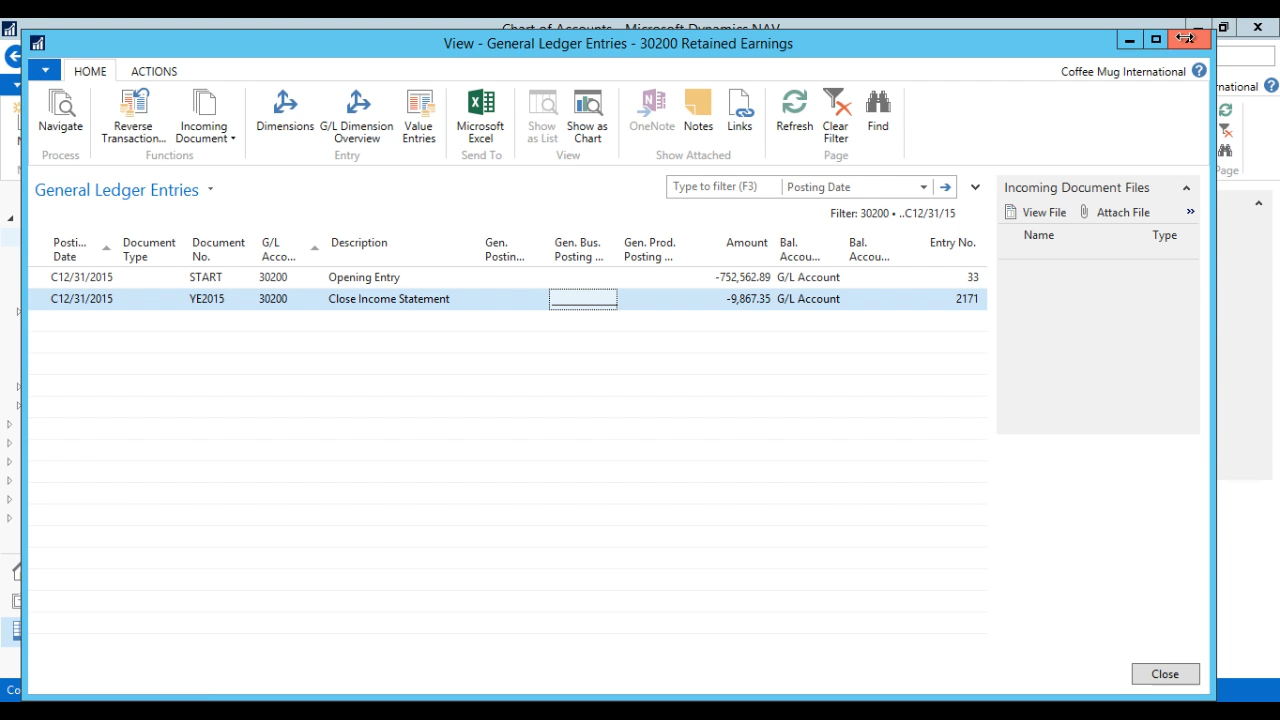 Chart of Accounts - Microsoft Dynamics NAV
View - General Ledger Entries - 30200 Retained Earnings
HOME ACTIONS
Coffee Mug International
Navigate
Reverse Transaction...
Incoming Document
Dimensions
G/L Dimension Overview
Value Entries
Microsoft Excel
Show as List
Show as Chart
OneNote
Notes
Links
Refresh
Clear Filter
Find
Process
Functions
Entry
Send To
View
Show Attached
Page
General Ledger Entries
Type to filter (F3)
Posting Date
Filter: 30200 • ..C12/31/15
Posti... Date
Document Type
Document No.
G/L Acco...
Description
Gen. Postin...
Gen. Bus. Posting ...
Gen. Prod. Posting ...
Amount
Bal. Accou...
Bal. Accou...
Entry No.
C12/31/2015 START 30200 Opening Entry -752,562.89 G/L Account 33
C12/31/2015 YE2015 30200 Close Income Statement -9,867.35 G/L Account 2171
Incoming Document Files
View File
Attach File
»
Name Type
Close